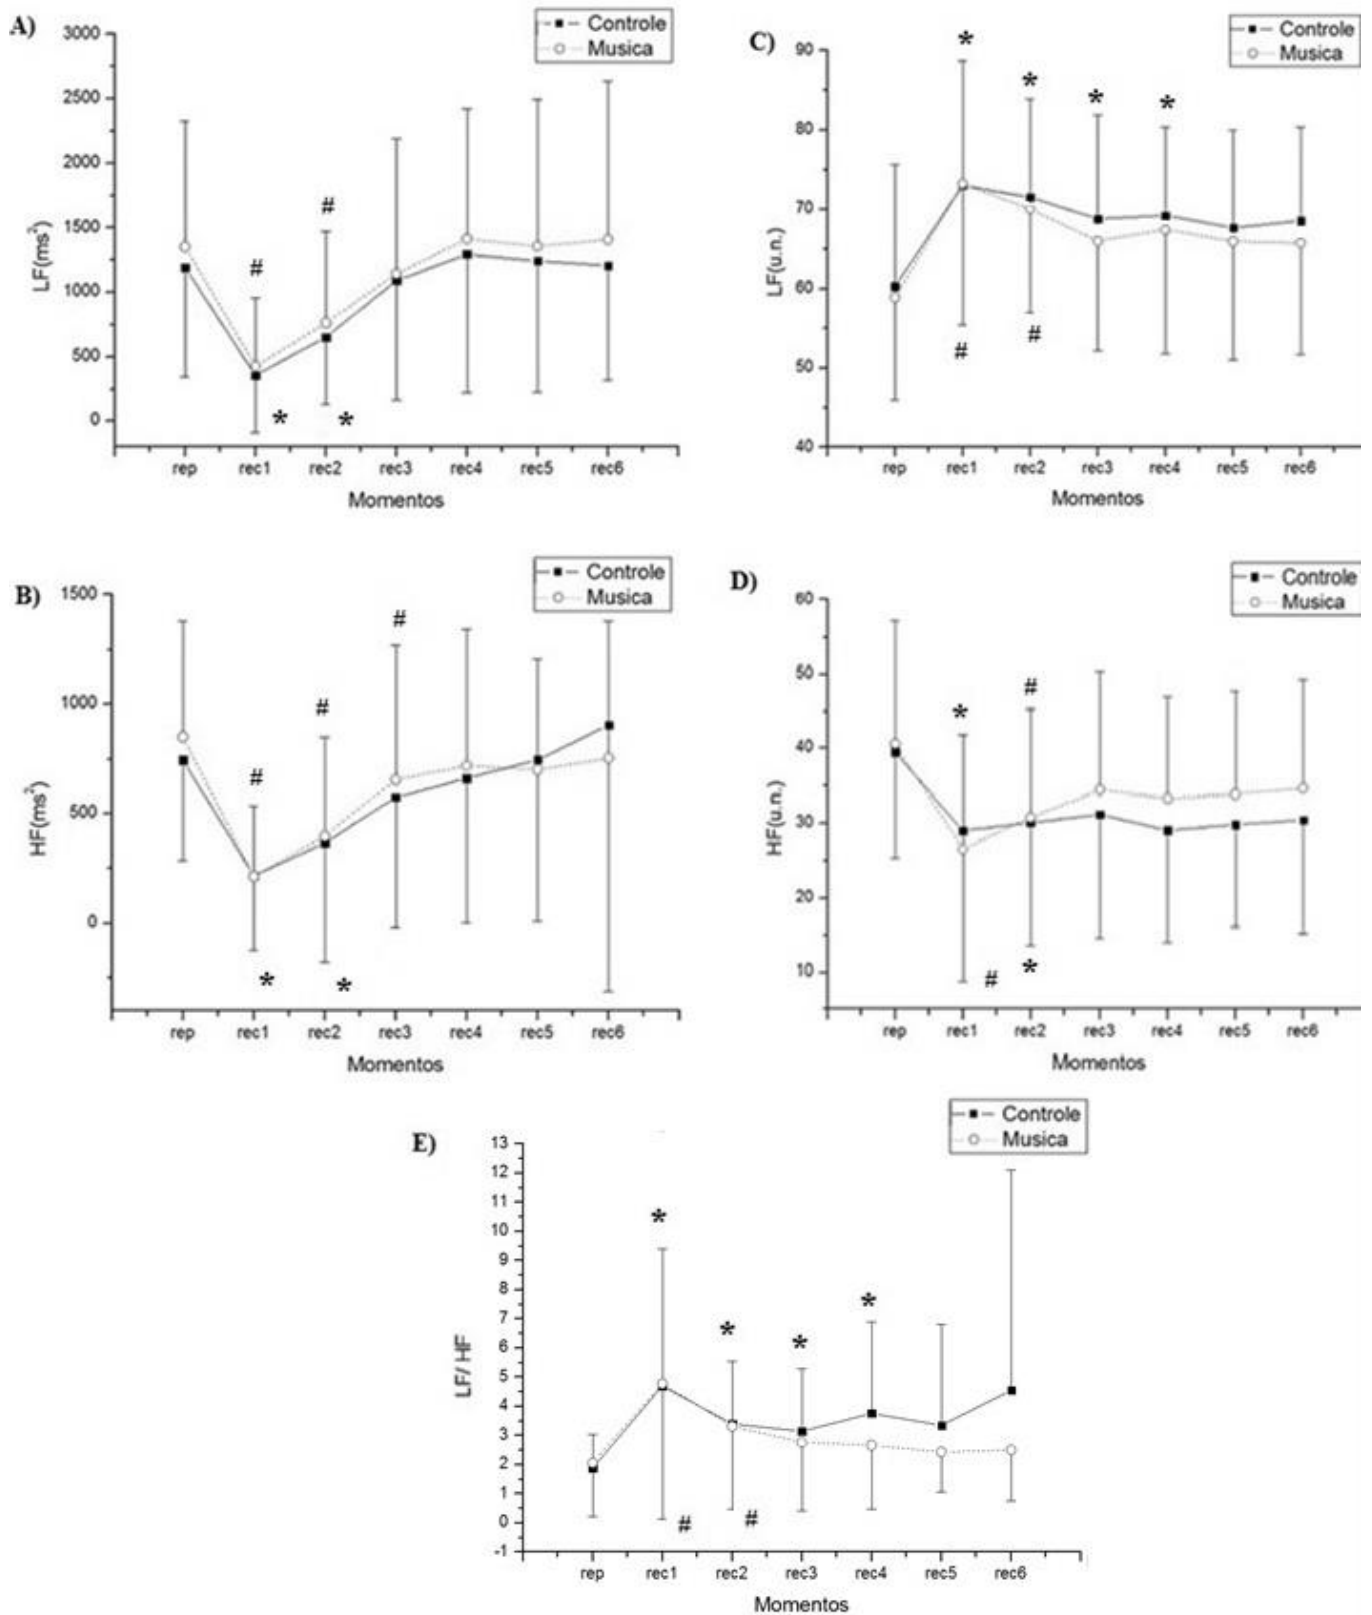 A)
Controle
Musica
3000
2500
2000
1500
1000
500
0
LF(ms²)
#
#
*
*
rep rec1 rec2 rec3 rec4 rec5 rec6
Momentos
C)
Controle
Musica
90
80
70
60
50
40
LF(u.n.)
*
*
*
*
#
#
rep rec1 rec2 rec3 rec4 rec5 rec6
Momentos
B)
Controle
Musica
1500
1000
500
0
HF(ms²)
#
#
#
*
*
rep rec1 rec2 rec3 rec4 rec5 rec6
Momentos
D)
Controle
Musica
60
50
40
30
20
10
HF(u.n.)
*
#
#
*
rep rec1 rec2 rec3 rec4 rec5 rec6
Momentos
E)
Controle
Musica
13
12
11
10
9
8
7
6
5
4
3
2
1
0
-1
LF/ HF
*
*
*
*
#
#
rep rec1 rec2 rec3 rec4 rec5 rec6
Momentos